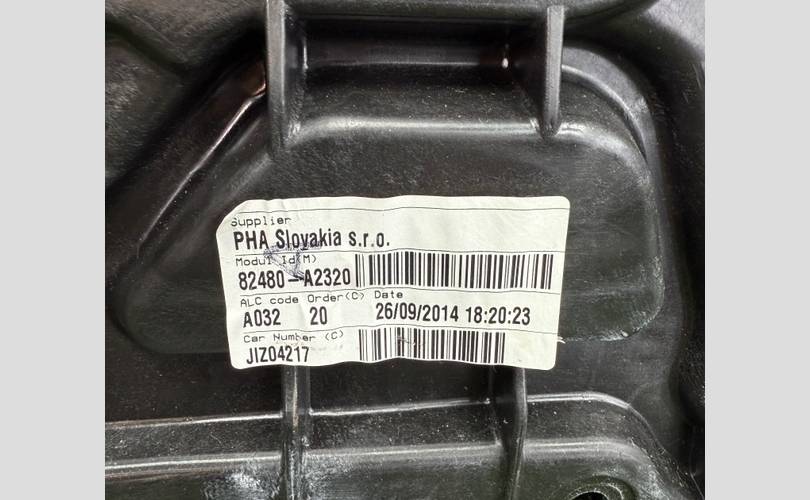 Supplier
PHA Slovakia s.r.o.
Modul Id(M)
82480-A2320
ALC code Order(C) Date
A032 20 26/09/2014 18:20:23
Car Number (C)
JIZ04217